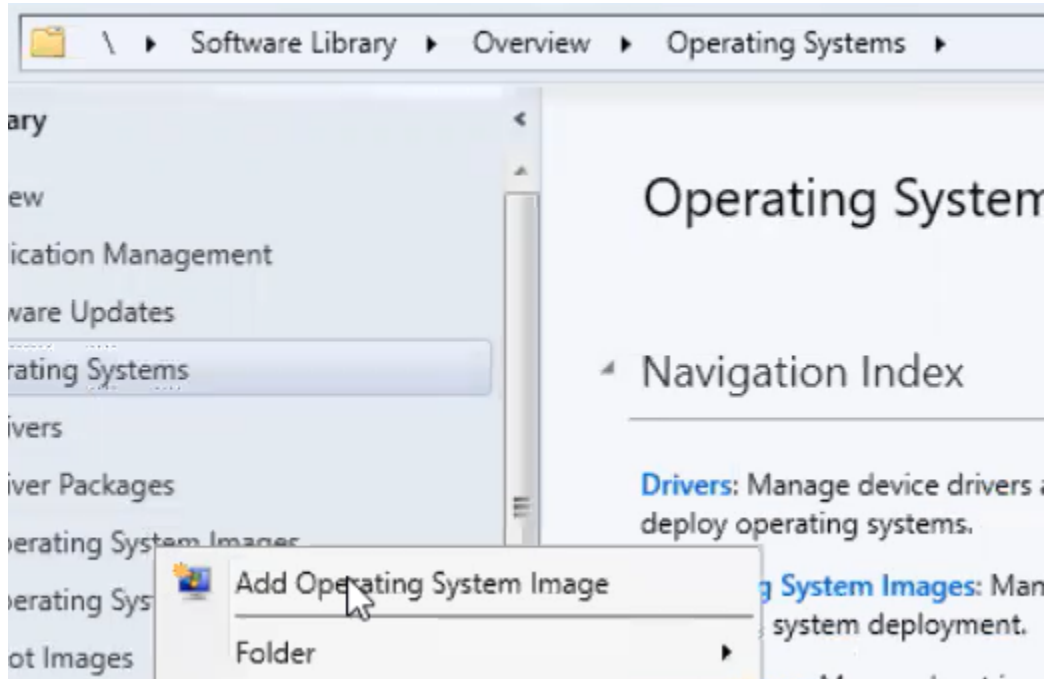 \ Software Library Overview Operating Systems
ary
ew
ication Management
ware Updates
rating Systems
ivers
iver Packages
erating System Images
erating Sys
ot Images
Add Operating System Image
Folder
Operating System
Navigation Index
Drivers: Manage device drivers a
deploy operating systems.
g System Images: Man
system deployment.